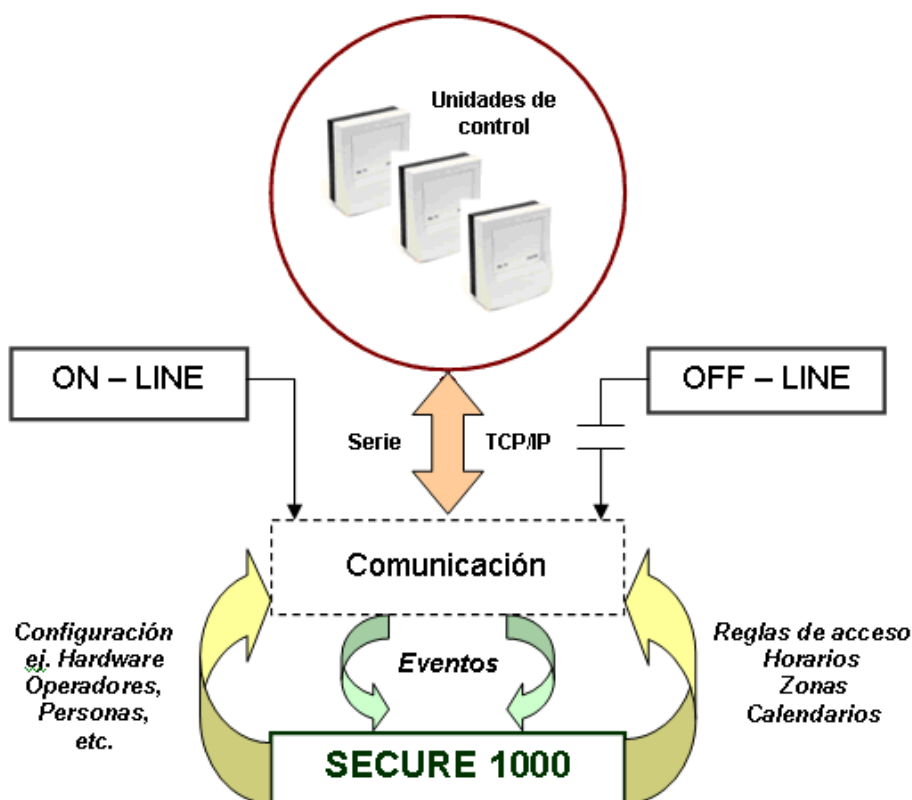 Unidades de
control
ON – LINE
OFF – LINE
Serie
TCP/IP
Comunicación
Configuración
ej. Hardware
Operadores,
Personas,
etc.
Eventos
Reglas de acceso
Horarios
Zonas
Calendarios
SECURE 1000